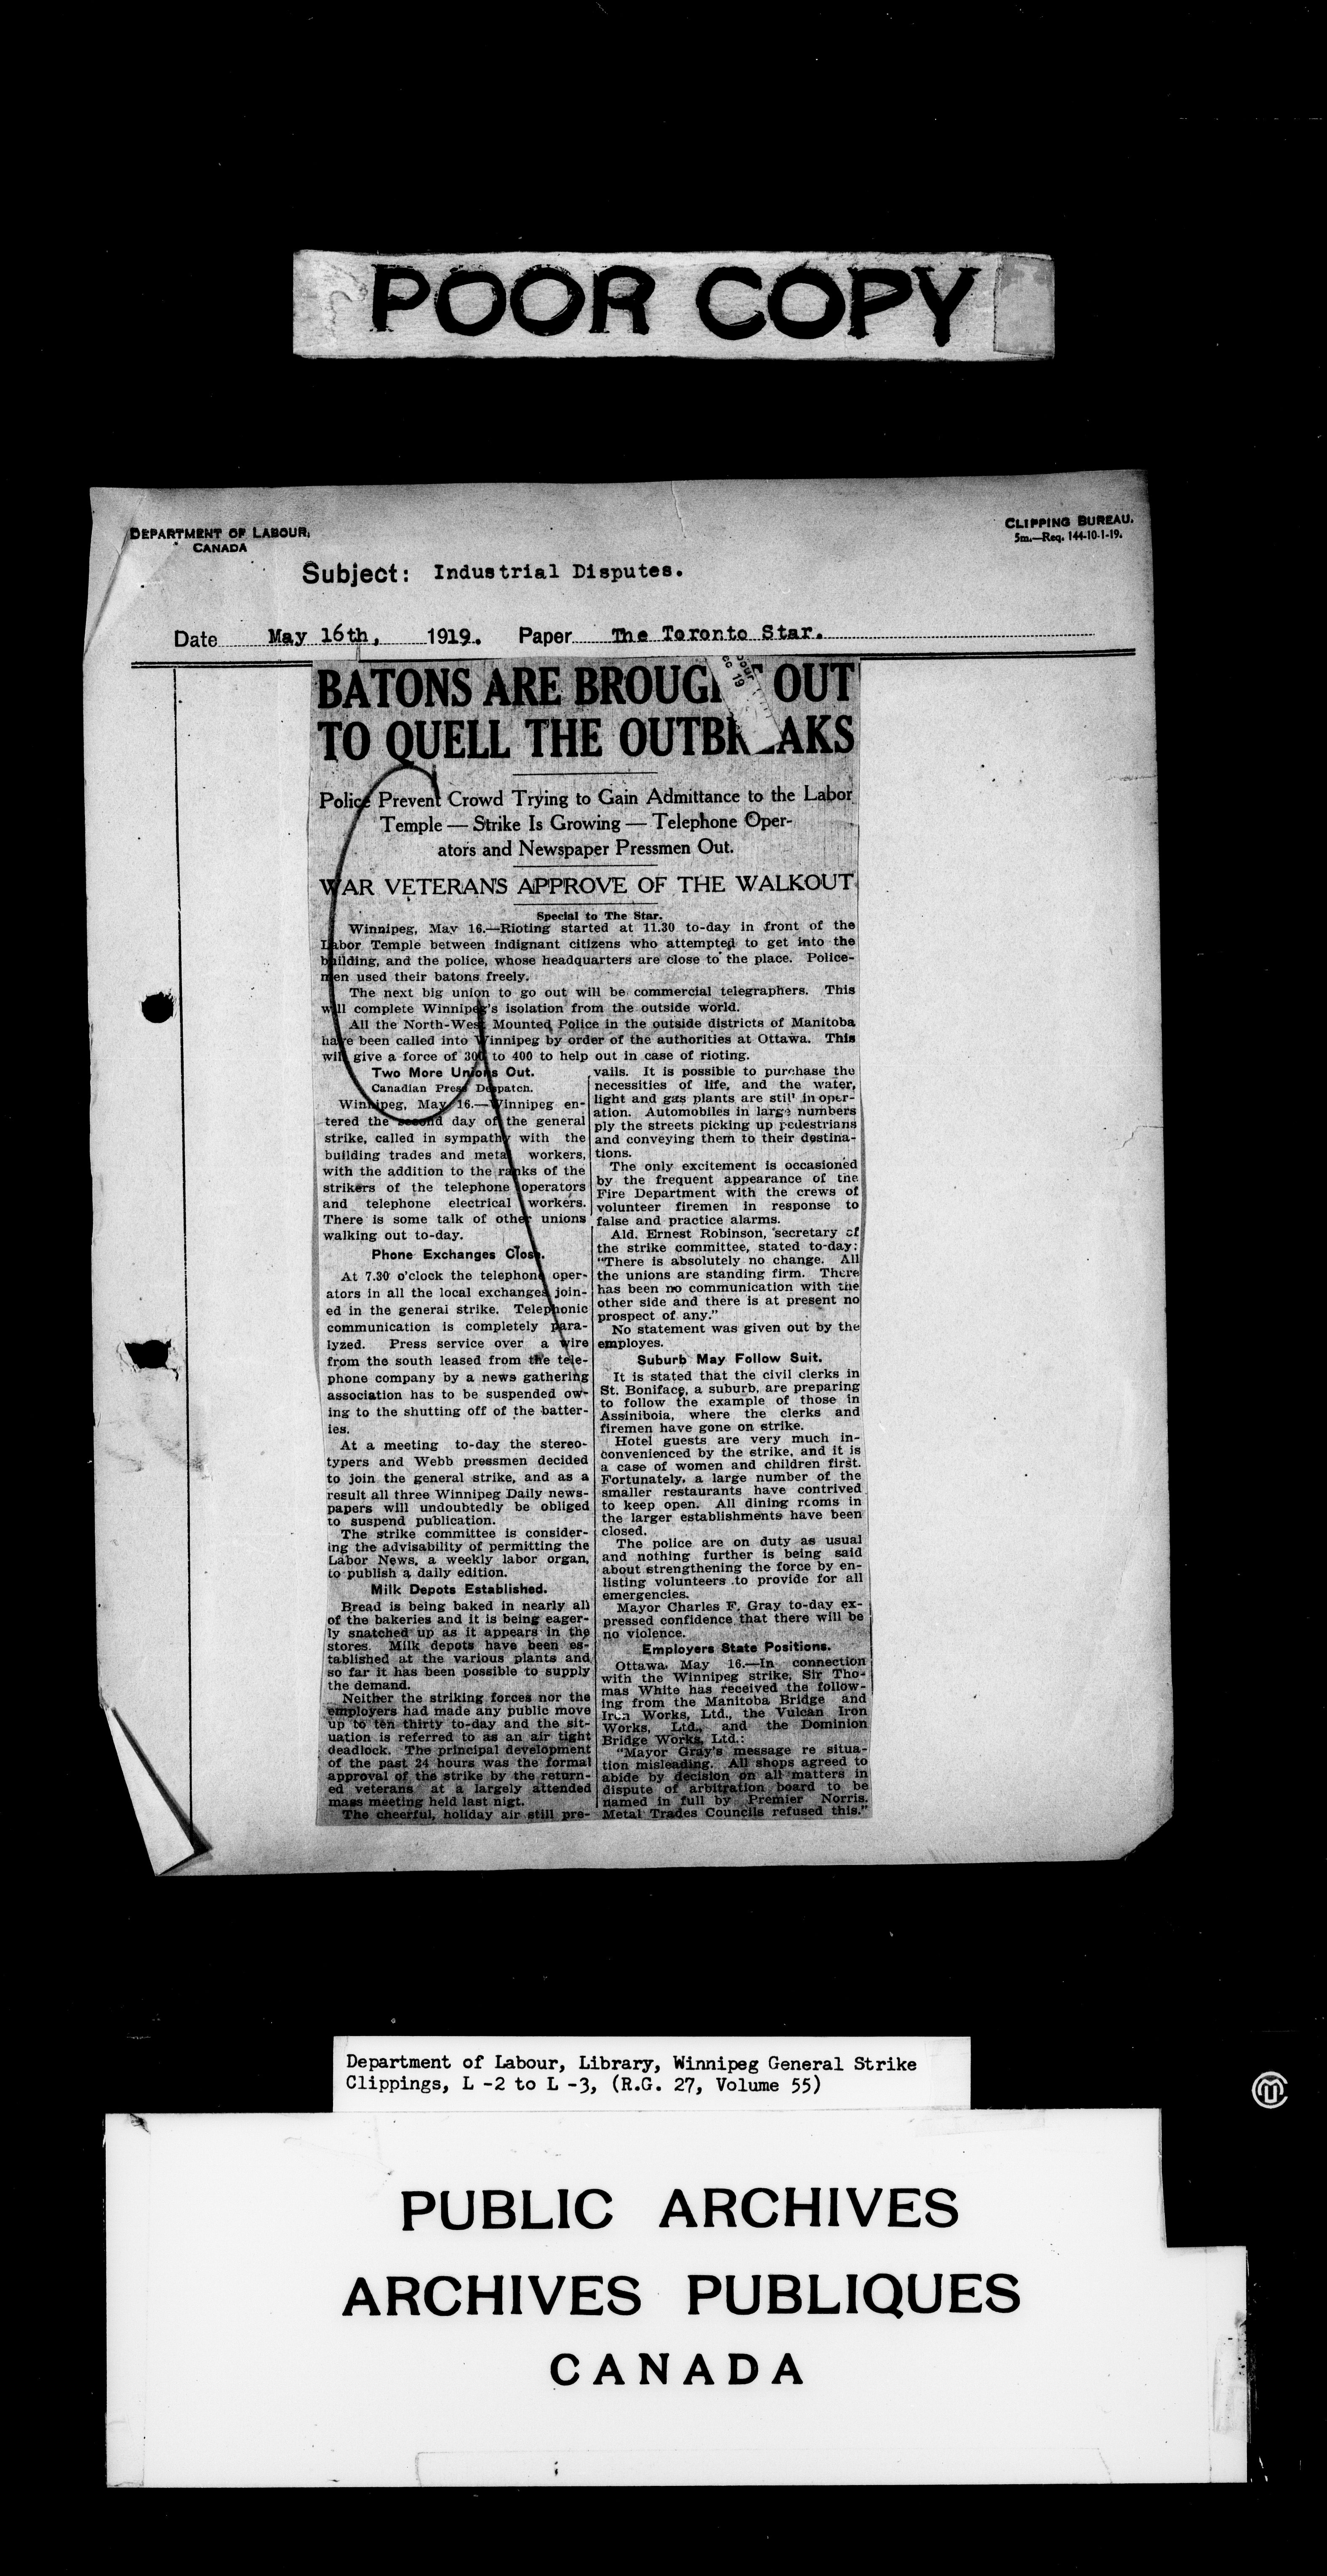 POOR COPY
DEPARTMENT OF LABOUR,
CANADA
CLIPPING BUREAU.
5m.—Req. 144-10-1-19.
Subject: Industrial Disputes.
Date May 16th, 1919. Paper The Toronto Star.
BATONS ARE BROUGHT OUT
TO QUELL THE OUTBREAKS
Police Prevent Crowd Trying to Gain Admittance to the Labor
Temple — Strike Is Growing — Telephone Oper-
ators and Newspaper Pressmen Out.
WAR VETERANS APPROVE OF THE WALKOUT
Special to The Star.
Winnipeg, May 16.—Rioting started at 11.30 to-day in front of the
Labor Temple between indignant citizens who attempted to get into the
building, and the police, whose headquarters are close to the place. Police-
men used their batons freely.
The next big union to go out will be commercial telegraphers. This
will complete Winnipeg's isolation from the outside world.
All the North-West Mounted Police in the outside districts of Manitoba
have been called into Winnipeg by order of the authorities at Ottawa. This
will give a force of 300 to 400 to help out in case of rioting.
Two More Unions Out.
Canadian Press Despatch.
Winnipeg, May 16.—Winnipeg en-
tered the second day of the general
strike, called in sympathy with the
building trades and metal workers,
with the addition to the ranks of the
strikers of the telephone operators
and telephone electrical workers.
There is some talk of other unions
walking out to-day.
Phone Exchanges Close.
At 7.30 o'clock the telephone oper-
ators in all the local exchanges join-
ed in the general strike. Telephonic
communication is completely para-
lyzed. Press service over a wire
from the south leased from the tele-
phone company by a news gathering
association has to be suspended ow-
ing to the shutting off of the batter-
ies.
At a meeting to-day the stereo-
typers and Webb pressmen decided
to join the general strike, and as a
result all three Winnipeg Daily news-
papers will undoubtedly be obliged
to suspend publication.
The strike committee is consider-
ing the advisability of permitting the
Labor News, a weekly labor organ,
to publish a daily edition.
Milk Depots Established.
Bread is being baked in nearly all
of the bakeries and it is being eager-
ly snatched up as it appears in the
stores. Milk depots have been es-
tablished at the various plants and
so far it has been possible to supply
the demand.
Neither the striking forces nor the
employers had made any public move
up to ten thirty to-day and the sit-
uation is referred to as an air tight
deadlock. The principal development
of the past 24 hours was the formal
approval of the strike by the return-
ed veterans at a largely attended
mass meeting held last nigt.
The cheerful, holiday air still pre-
vails. It is possible to purchase the
necessities of life, and the water,
light and gas plants are still in oper-
ation. Automobiles in large numbers
ply the streets picking up pedestrians
and conveying them to their destina-
tions.
The only excitement is occasioned
by the frequent appearance of the
Fire Department with the crews of
volunteer firemen in response to
false and practice alarms.
Ald. Ernest Robinson, secretary of
the strike committee, stated to-day:
"There is absolutely no change. All
the unions are standing firm. There
has been no communication with the
other side and there is at present no
prospect of any."
No statement was given out by the
employes.
Suburb May Follow Suit.
It is stated that the civil clerks in
St. Boniface, a suburb, are preparing
to follow the example of those in
Assiniboia, where the clerks and
firemen have gone on strike.
Hotel guests are very much in-
convenienced by the strike, and it is
a case of women and children first.
Fortunately, a large number of the
smaller restaurants have contrived
to keep open. All dining rooms in
the larger establishments have been
closed.
The police are on duty as usual
and nothing further is being said
about strengthening the force by en-
listing volunteers to provide for all
emergencies.
Mayor Charles F. Gray to-day ex-
pressed confidence that there will be
no violence.
Employers State Positions.
Ottawa, May 16.—In connection
with the Winnipeg strike, Sir Tho-
mas White has received the follow-
ing from the Manitoba Bridge and
Iron Works, Ltd., the Vulcan Iron
Works, Ltd., and the Dominion
Bridge Works, Ltd.:
"Mayor Gray's message re situa-
tion misleading. All shops agreed to
abide by decision on all matters in
dispute of arbitration board to be
named in full by Premier Norris.
Metal Trades Councils refused this."
Department of Labour, Library, Winnipeg General Strike
Clippings, L -2 to L -3, (R.G. 27, Volume 55)
PUBLIC ARCHIVES
ARCHIVES PUBLIQUES
CANADA